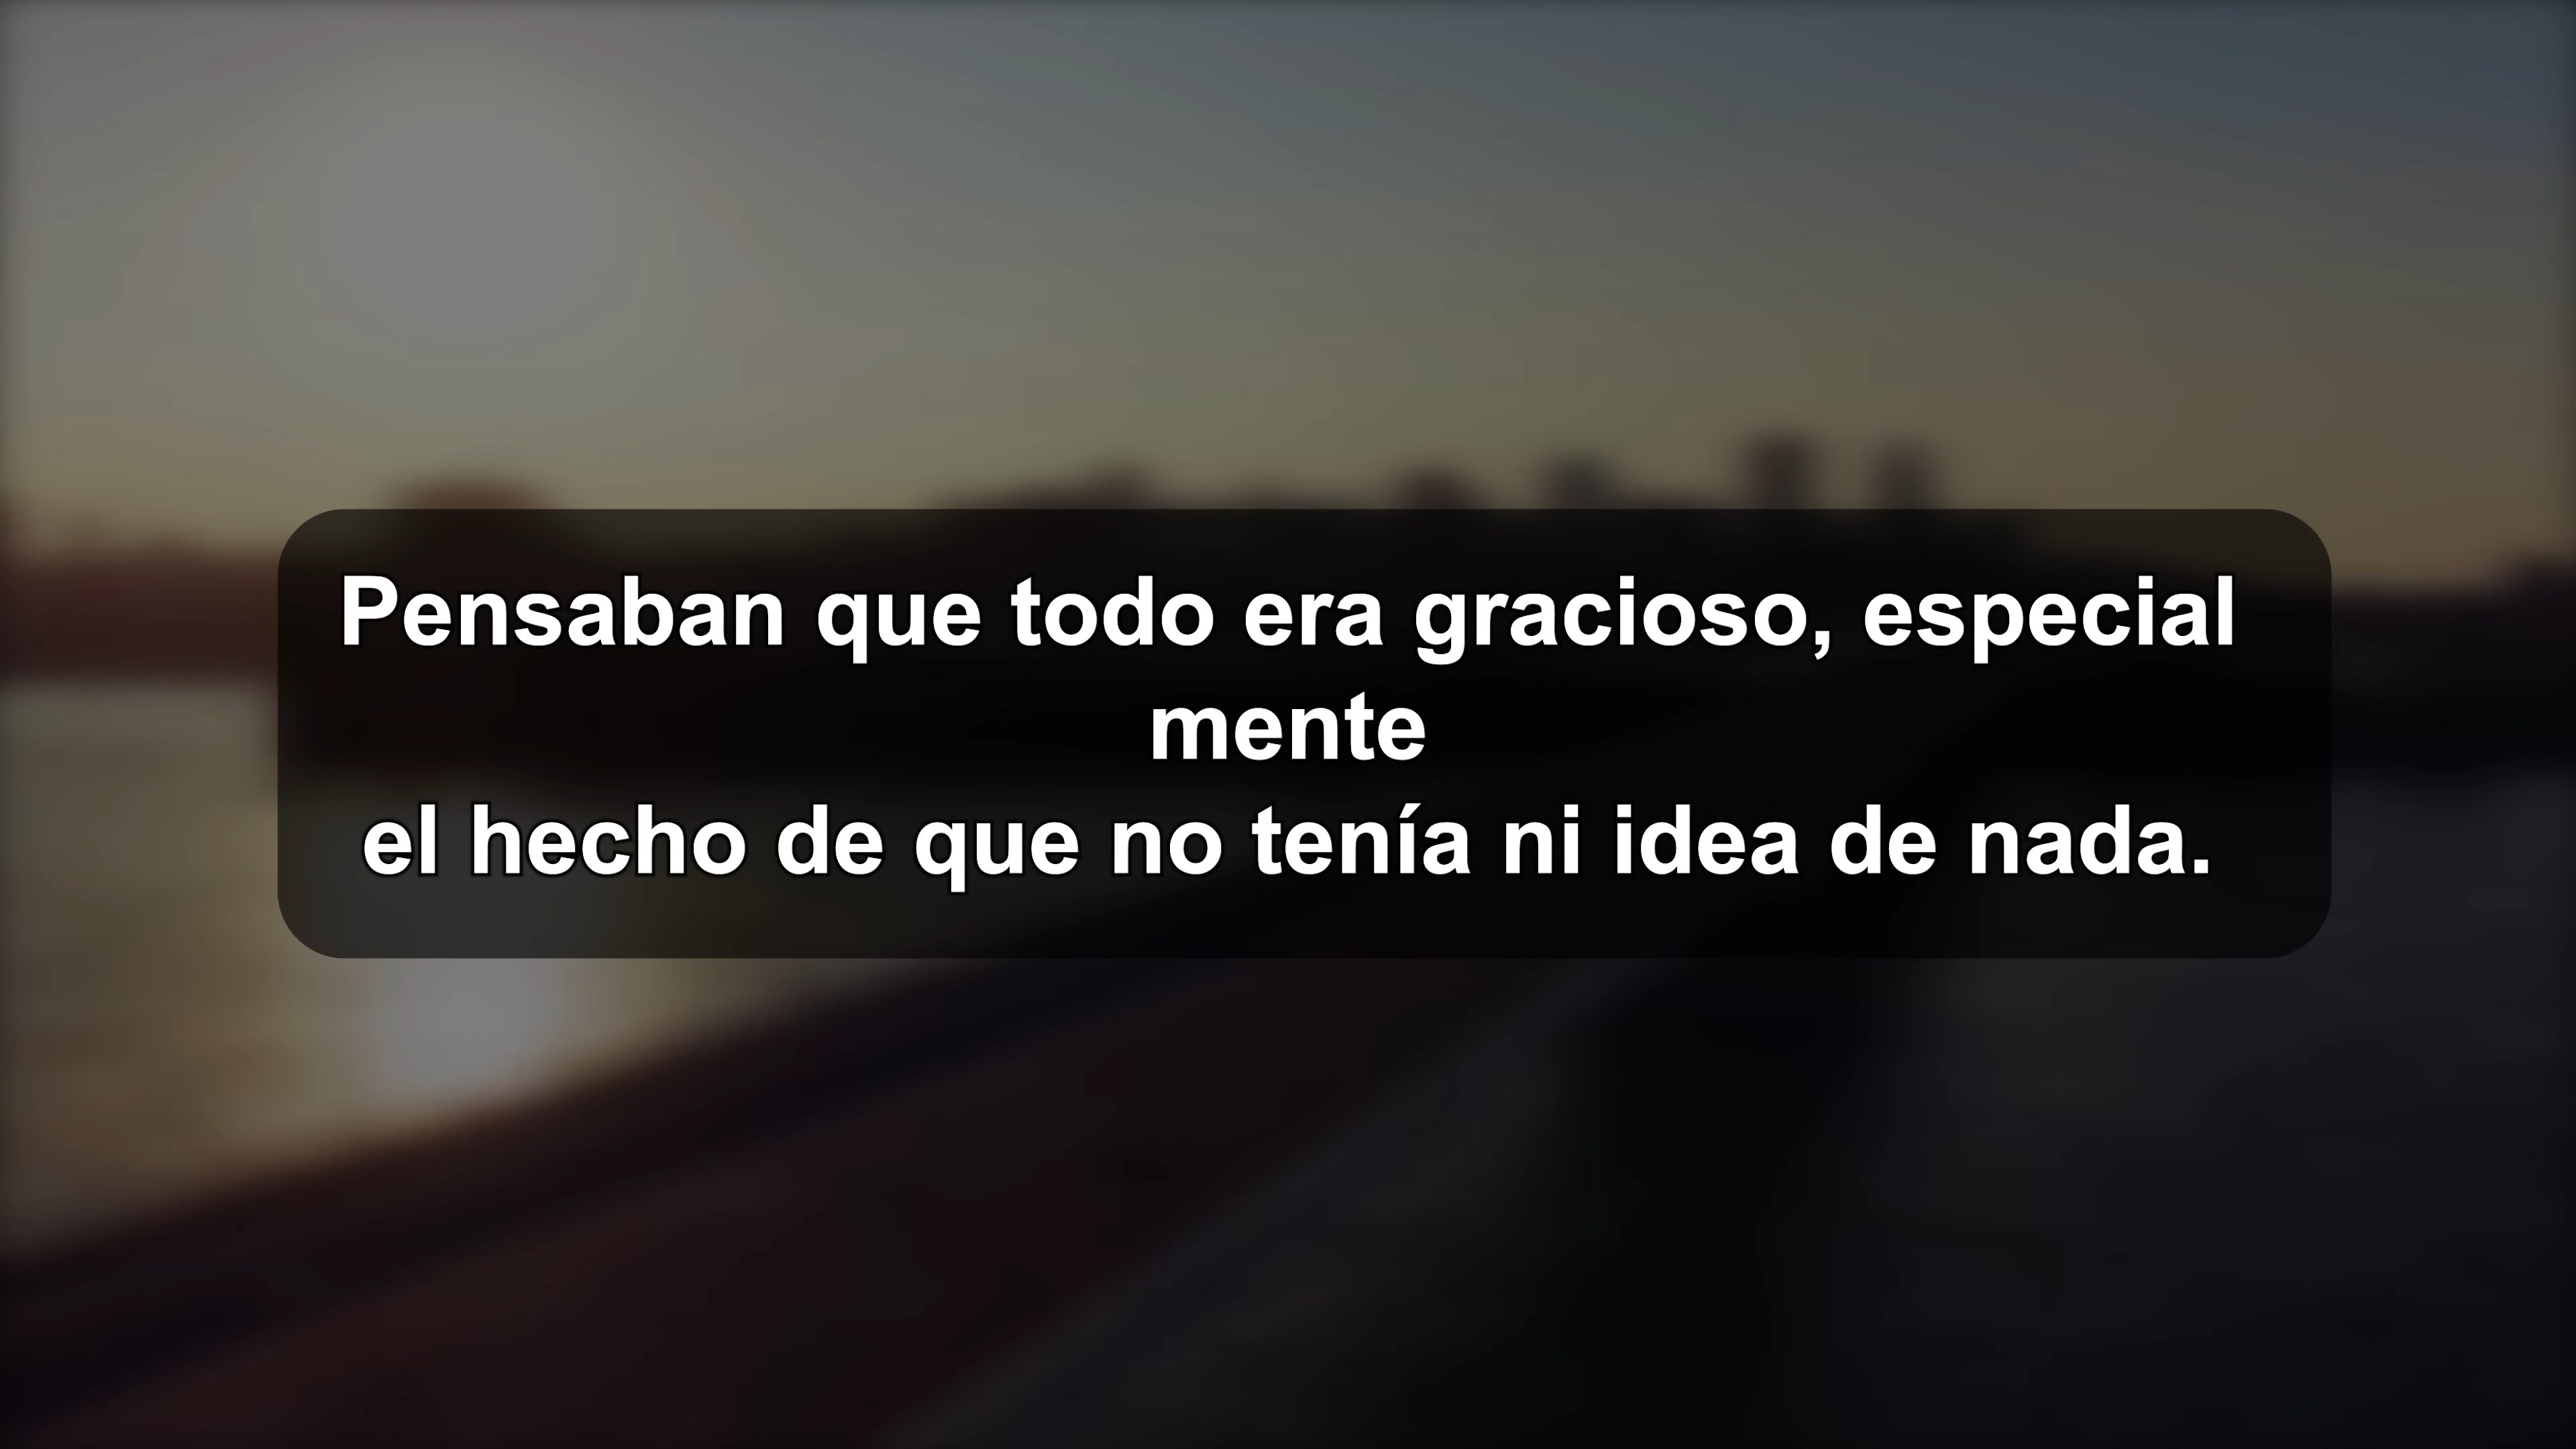 Pensaban que todo era gracioso, especial
mente
el hecho de que no tenía ni idea de nada.